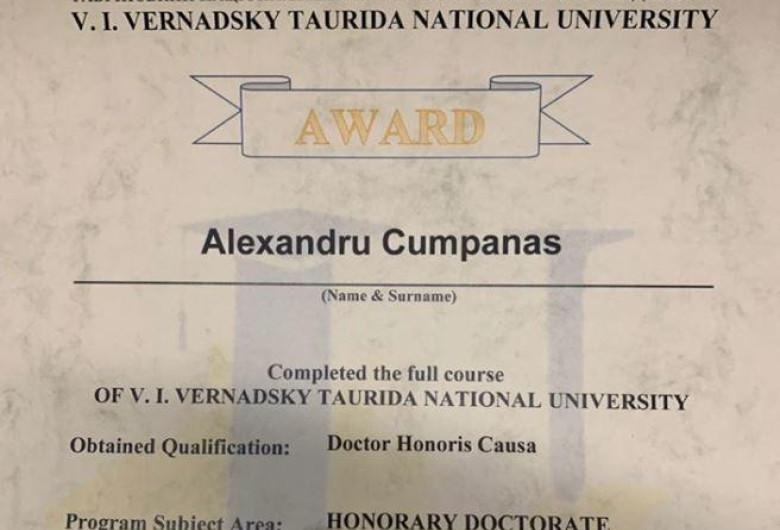 V. I. VERNADSKY TAURIDA NATIONAL UNIVERSITY
AWARD
Alexandru Cumpanas
(Name & Surname)
Completed the full course
OF V. I. VERNADSKY TAURIDA NATIONAL UNIVERSITY
Obtained Qualification: Doctor Honoris Causa
Program Subject Area: HONORARY DOCTORATE